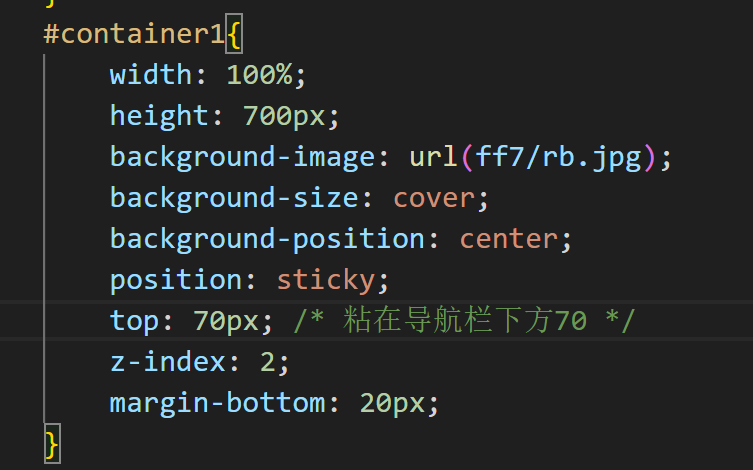 }
#container1{
width: 100%;
height: 700px;
background-image: url(ff7/rb.jpg);
background-size: cover;
background-position: center;
position: sticky;
top: 70px; /* 粘在导航栏下方70 */
z-index: 2;
margin-bottom: 20px;
}